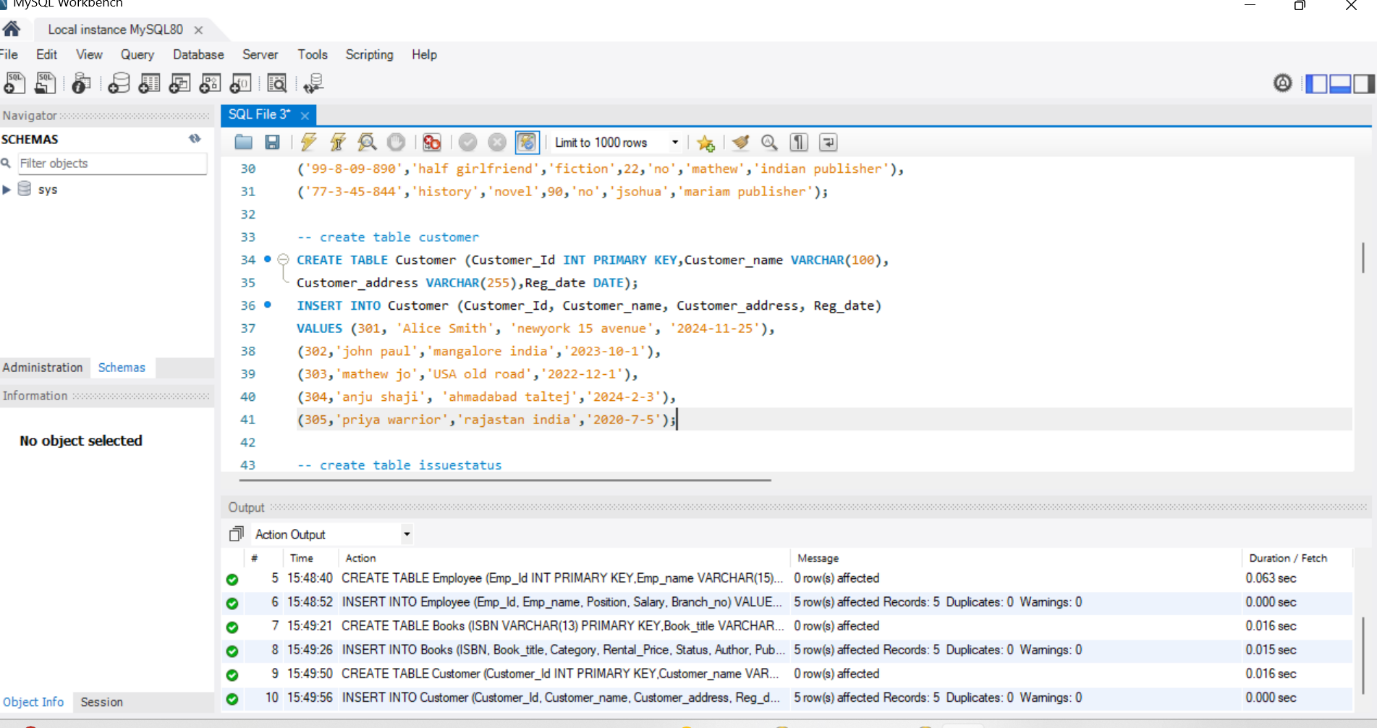 MySQL Workbench
Local instance MySQL80
File Edit View Query Database Server Tools Scripting Help
Navigator
SCHEMAS
Filter objects
sys
Administration Schemas
Information
No object selected
Object Info Session
SQL File 3*
Limit to 1000 rows
30 ('99-8-09-890','half girlfriend','fiction',22,'no','mathew','indian publisher'),
31 ('77-3-45-844','history','novel',90,'no','jsohua','mariam publisher');
32
33 -- create table customer
34 CREATE TABLE Customer (Customer_Id INT PRIMARY KEY,Customer_name VARCHAR(100),
35 Customer_address VARCHAR(255),Reg_date DATE);
36 INSERT INTO Customer (Customer_Id, Customer_name, Customer_address, Reg_date)
37 VALUES (301, 'Alice Smith', 'newyork 15 avenue', '2024-11-25'),
38 (302,'john paul','mangalore india','2023-10-1'),
39 (303,'mathew jo','USA old road','2022-12-1'),
40 (304,'anju shaji', 'ahmadabad taltej','2024-2-3'),
41 (305,'priya warrior','rajastan india','2020-7-5');
42
43 -- create table issuestatus
Output
Action Output
# Time Action Message Duration / Fetch
5 15:48:40 CREATE TABLE Employee (Emp_Id INT PRIMARY KEY,Emp_name VARCHAR(15)... 0 row(s) affected 0.063 sec
6 15:48:52 INSERT INTO Employee (Emp_Id, Emp_name, Position, Salary, Branch_no) VALUE... 5 row(s) affected Records: 5 Duplicates: 0 Warnings: 0 0.000 sec
7 15:49:21 CREATE TABLE Books (ISBN VARCHAR(13) PRIMARY KEY,Book_title VARCHAR... 0 row(s) affected 0.016 sec
8 15:49:26 INSERT INTO Books (ISBN, Book_title, Category, Rental_Price, Status, Author, Pub... 5 row(s) affected Records: 5 Duplicates: 0 Warnings: 0 0.015 sec
9 15:49:50 CREATE TABLE Customer (Customer_Id INT PRIMARY KEY,Customer_name VAR... 0 row(s) affected 0.016 sec
10 15:49:56 INSERT INTO Customer (Customer_Id, Customer_name, Customer_address, Reg_d... 5 row(s) affected Records: 5 Duplicates: 0 Warnings: 0 0.000 sec